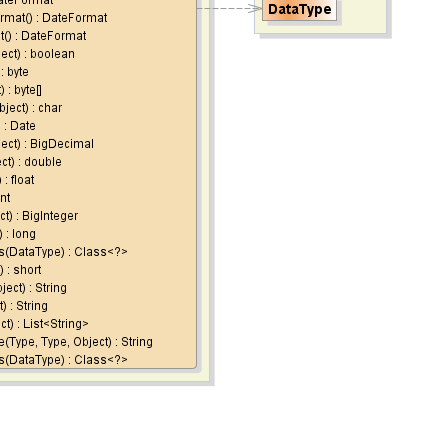 DataType
rmat() : DateFormat
t() : DateFormat
ect) : boolean
: byte
) : byte[]
bject) : char
: Date
ect) : BigDecimal
ct) : double
) : float
nt
ct) : BigInteger
) : long
s(DataType) : Class<?>
) : short
bject) : String
t) : String
ct) : List<String>
e(Type, Type, Object) : String
s(DataType) : Class<?>